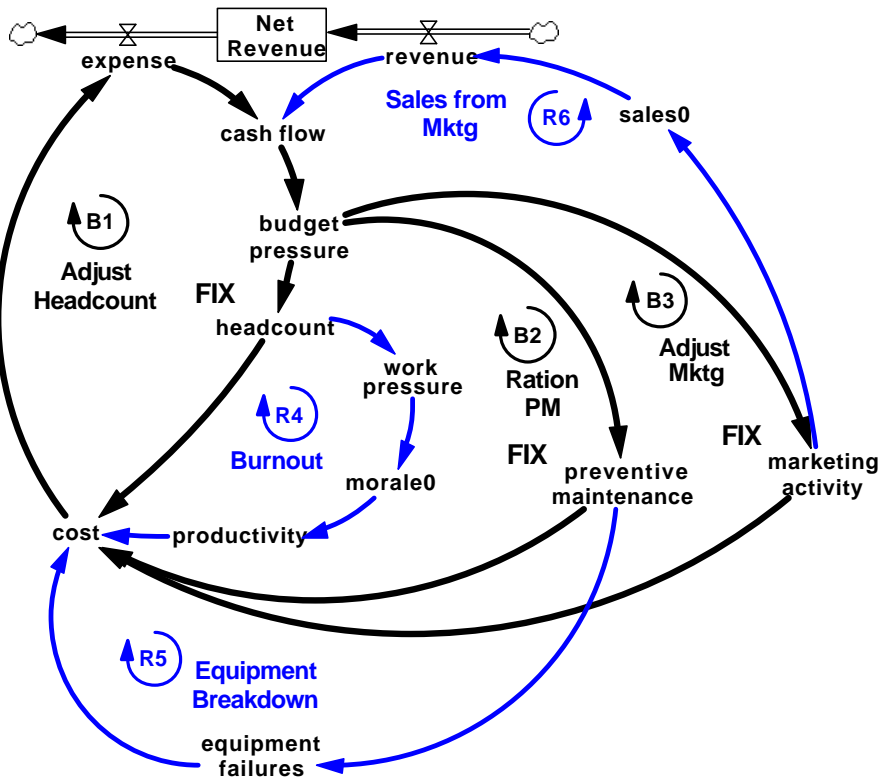 Net
Revenue
expense
revenue
Sales from
Mktg
R6
sales0
cash flow
B1
budget
pressure
Adjust
Headcount
FIX
B3
headcount
B2
Adjust
Mktg
work
pressure
Ration
PM
R4
FIX
Burnout
FIX
morale0
preventive
maintenance
marketing
activity
cost
productivity
R5
Equipment
Breakdown
equipment
failures